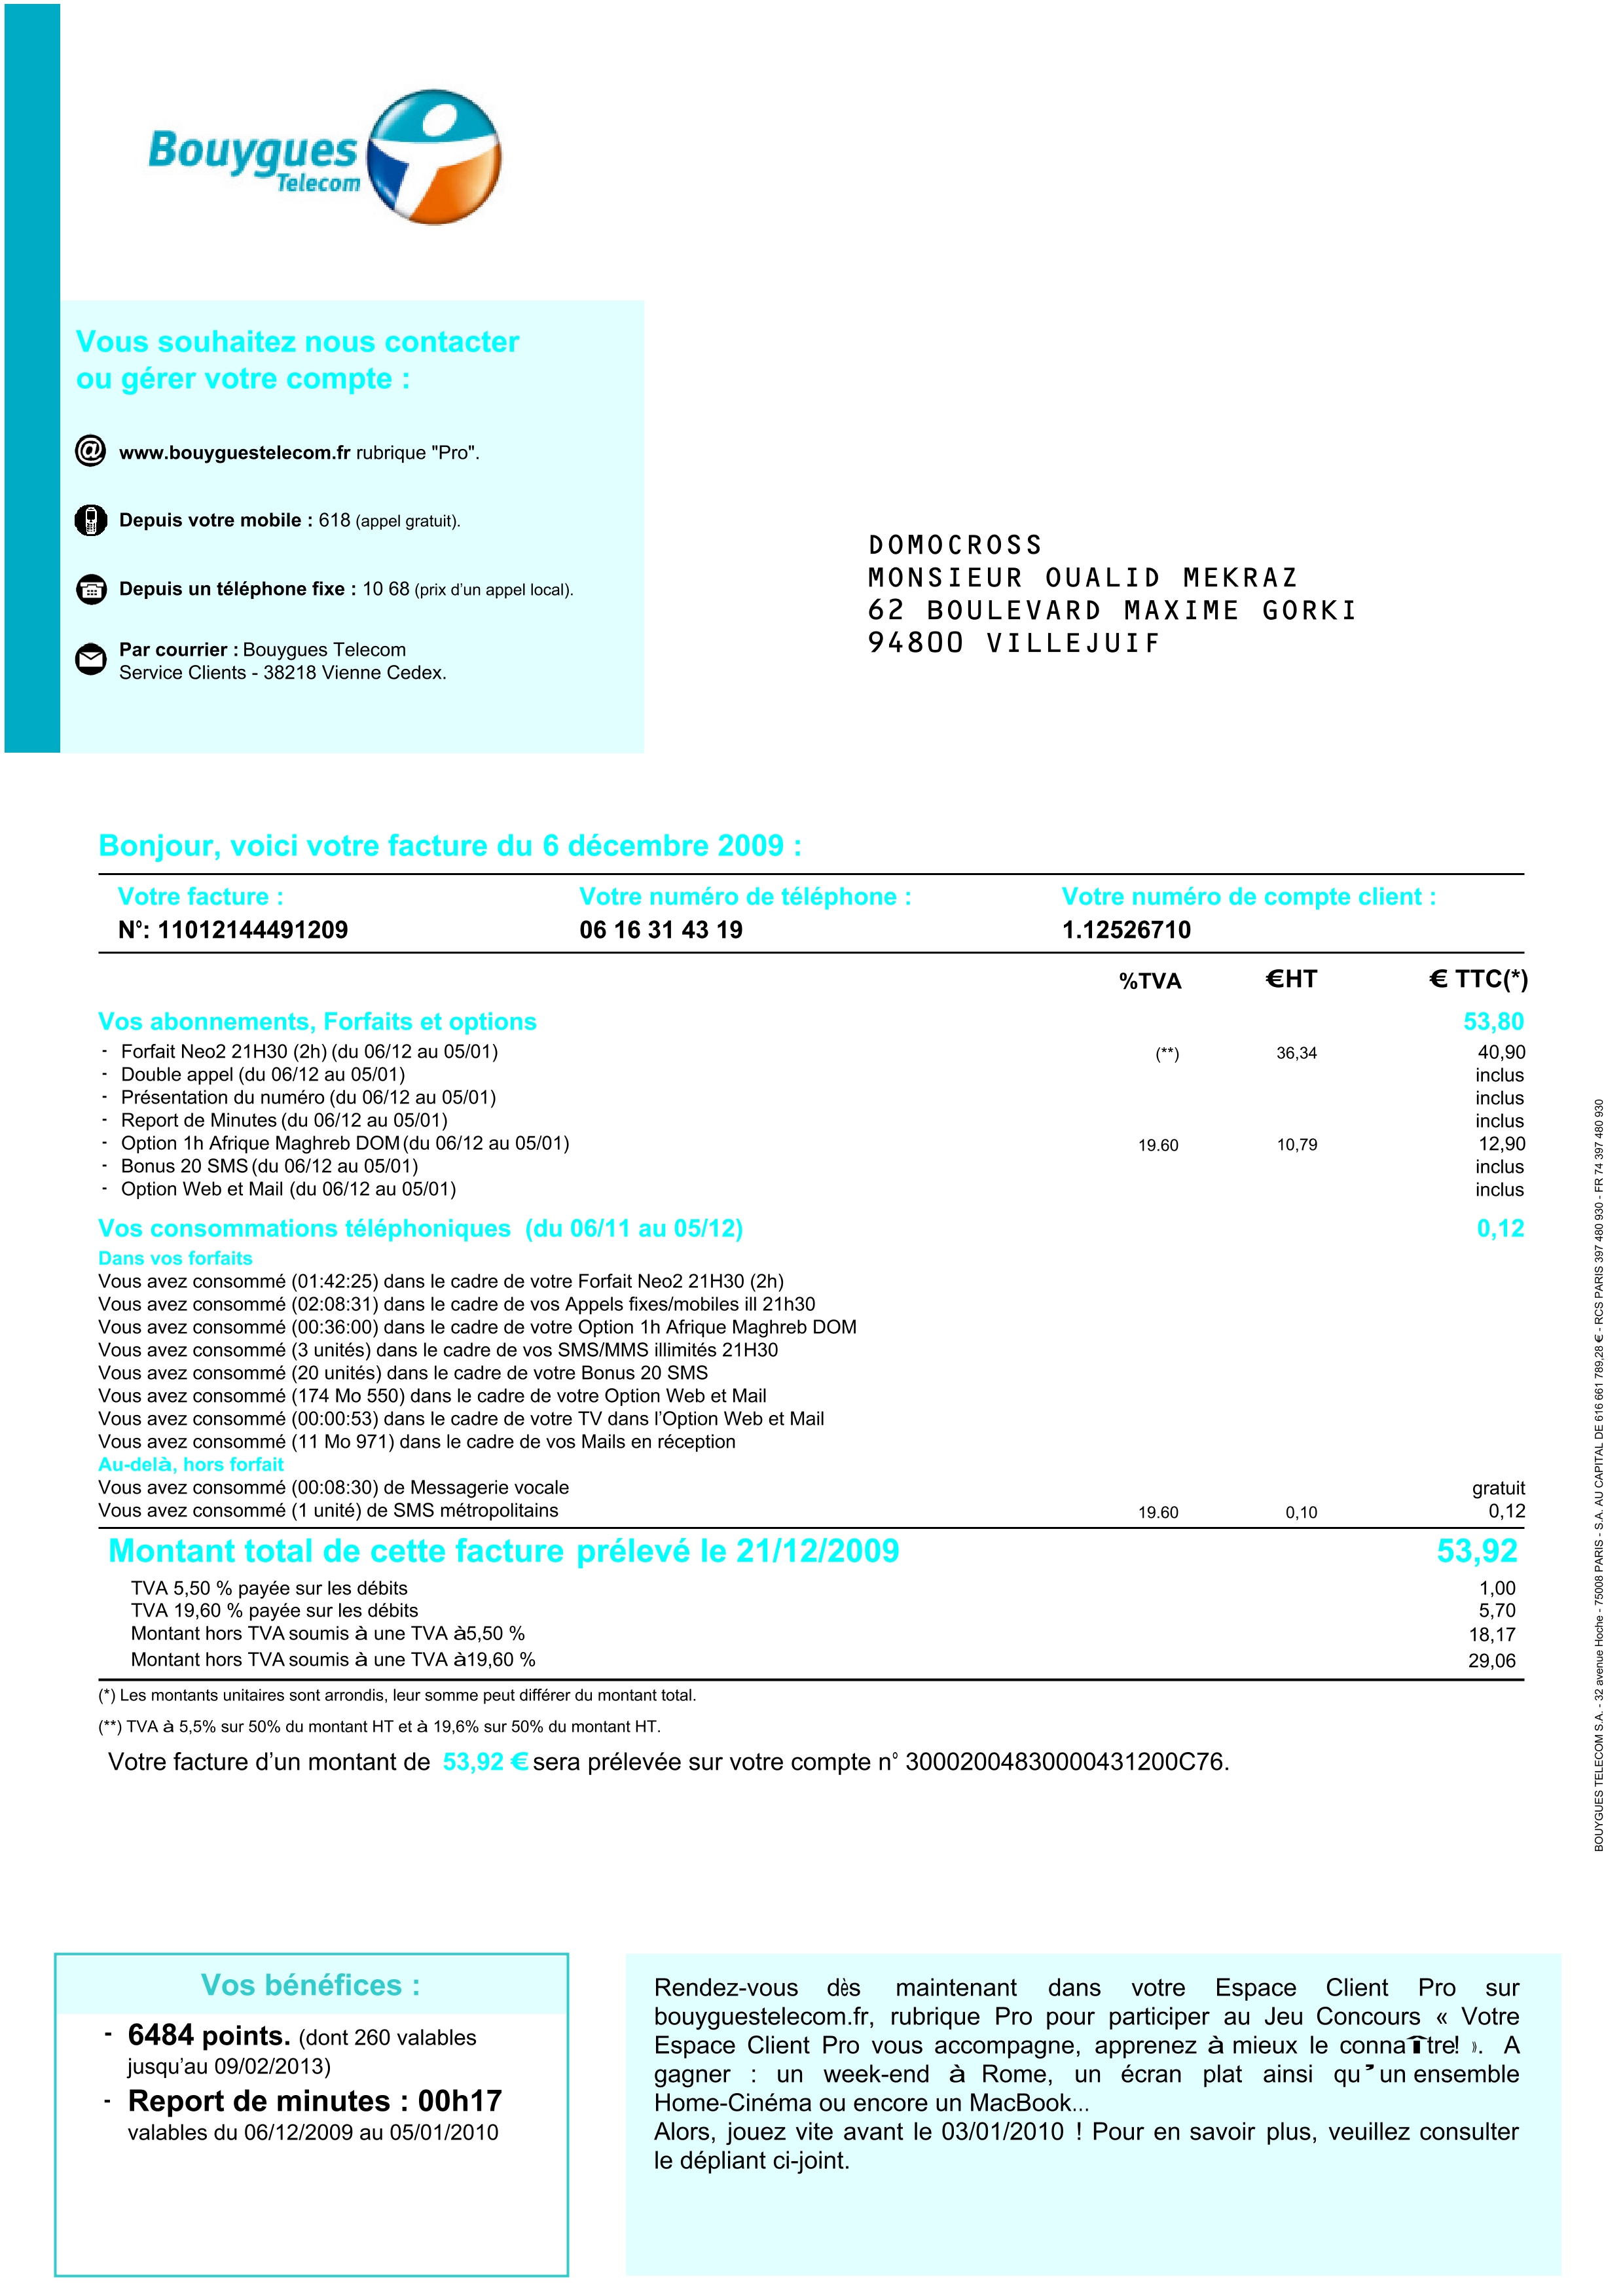 Bouygues
Telecom
Vous souhaitez nous contacter
ou gérer votre compte :
@ www.bouyguestelecom.fr rubrique "Pro".
Depuis votre mobile : 618 (appel gratuit).
Depuis un téléphone fixe : 10 68 (prix d'un appel local).
Par courrier : Bouygues Telecom
Service Clients - 38218 Vienne Cedex.
DOMOCROSS
MONSIEUR OUALID MEKRAZ
62 BOULEVARD MAXIME GORKI
94800 VILLEJUIF
Bonjour, voici votre facture du 6 décembre 2009 :
Votre facture : Votre numéro de téléphone : Votre numéro de compte client :
N°: 11012144491209 06 16 31 43 19 1.12526710
%TVA €HT € TTC(*)
Vos abonnements, Forfaits et options 53,80
- Forfait Neo2 21H30 (2h) (du 06/12 au 05/01) (**) 36,34 40,90
- Double appel (du 06/12 au 05/01) inclus
- Présentation du numéro (du 06/12 au 05/01) inclus
- Report de Minutes (du 06/12 au 05/01) inclus
- Option 1h Afrique Maghreb DOM (du 06/12 au 05/01) 19.60 10,79 12,90
- Bonus 20 SMS (du 06/12 au 05/01) inclus
- Option Web et Mail (du 06/12 au 05/01) inclus
Vos consommations téléphoniques (du 06/11 au 05/12) 0,12
Dans vos forfaits
Vous avez consommé (01:42:25) dans le cadre de votre Forfait Neo2 21H30 (2h)
Vous avez consommé (02:08:31) dans le cadre de vos Appels fixes/mobiles ill 21h30
Vous avez consommé (00:36:00) dans le cadre de votre Option 1h Afrique Maghreb DOM
Vous avez consommé (3 unités) dans le cadre de vos SMS/MMS illimités 21H30
Vous avez consommé (20 unités) dans le cadre de votre Bonus 20 SMS
Vous avez consommé (174 Mo 550) dans le cadre de votre Option Web et Mail
Vous avez consommé (00:00:53) dans le cadre de votre TV dans l'Option Web et Mail
Vous avez consommé (11 Mo 971) dans le cadre de vos Mails en réception
Au-delà, hors forfait
Vous avez consommé (00:08:30) de Messagerie vocale gratuit
Vous avez consommé (1 unité) de SMS métropolitains 19.60 0,10 0,12
Montant total de cette facture prélevé le 21/12/2009 53,92
TVA 5,50 % payée sur les débits 1,00
TVA 19,60 % payée sur les débits 5,70
Montant hors TVA soumis à une TVA à5,50 % 18,17
Montant hors TVA soumis à une TVA à19,60 % 29,06
(*) Les montants unitaires sont arrondis, leur somme peut différer du montant total.
(**) TVA à 5,5% sur 50% du montant HT et à 19,6% sur 50% du montant HT.
Votre facture d'un montant de 53,92 € sera prélevée sur votre compte n° 30002004830000431200C76.
BOUYGUES TELECOM S.A. - 32 avenue Hoche - 75008 PARIS - S.A. AU CAPITAL DE 616 661 789,28 € - RCS PARIS 397 480 930 - FR 74 397 480 930
Vos bénéfices :
- 6484 points. (dont 260 valables
jusqu'au 09/02/2013)
- Report de minutes : 00h17
valables du 06/12/2009 au 05/01/2010
Rendez-vous dès maintenant dans votre Espace Client Pro sur
bouyguestelecom.fr, rubrique Pro pour participer au Jeu Concours « Votre
Espace Client Pro vous accompagne, apprenez à mieux le connaître! ». A
gagner : un week-end à Rome, un écran plat ainsi qu'un ensemble
Home-Cinéma ou encore un MacBook...
Alors, jouez vite avant le 03/01/2010 ! Pour en savoir plus, veuillez consulter
le dépliant ci-joint.